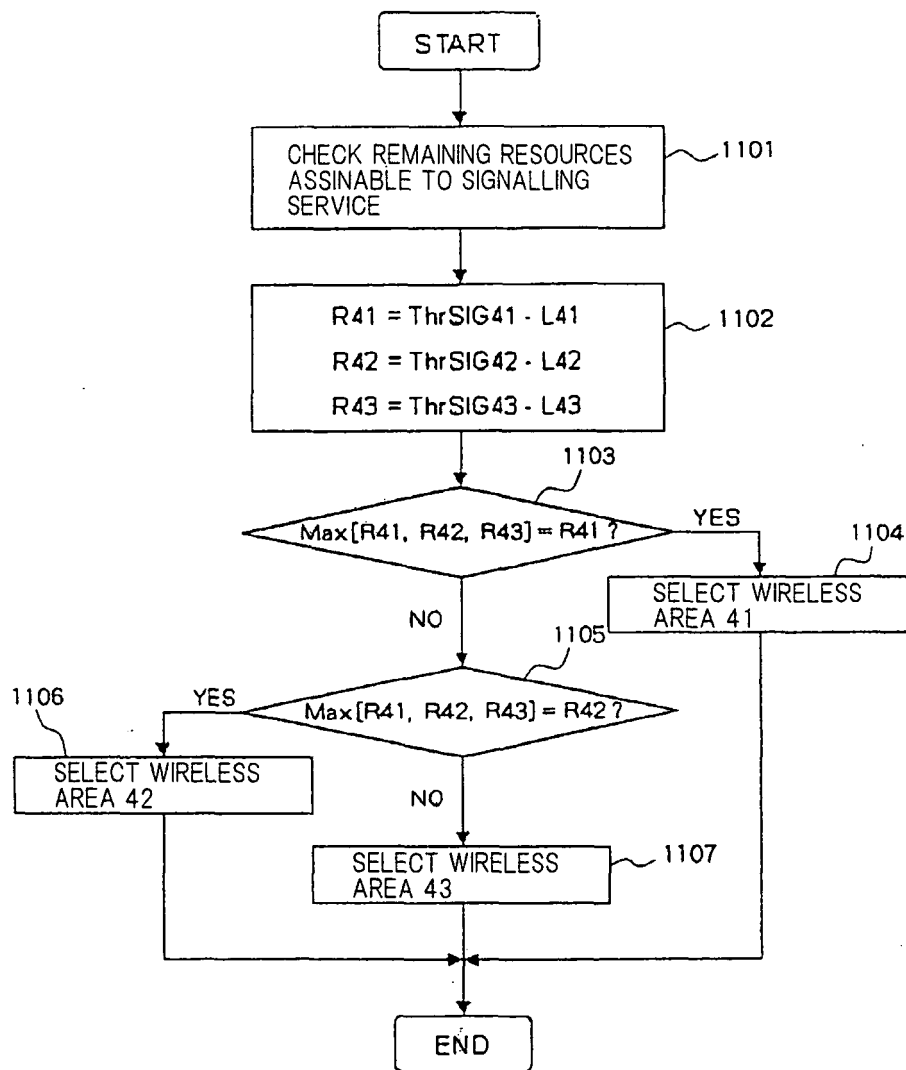 START
CHECK REMAINING RESOURCES
ASSINABLE TO SIGNALLING
SERVICE
1101
R41 = ThrSIG41 - L41
R42 = ThrSIG42 - L42
R43 = ThrSIG43 - L43
1102
1103
Max[R41, R42, R43] = R41 ?
YES
1104
SELECT WIRELESS
AREA 41
NO
1105
Max[R41, R42, R43] = R42 ?
YES
1106
SELECT WIRELESS
AREA 42
NO
1107
SELECT WIRELESS
AREA 43
END